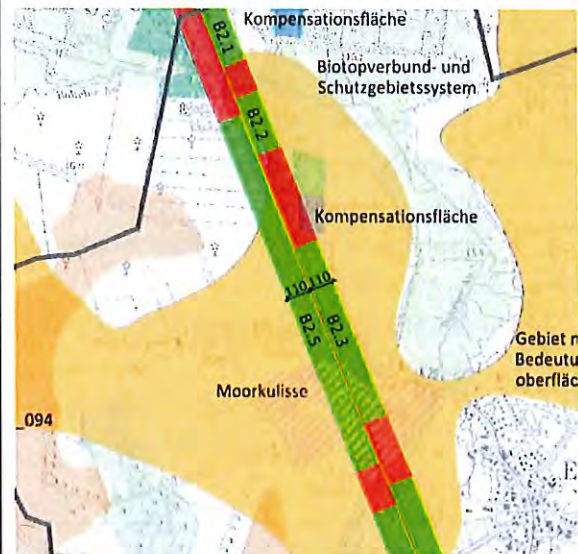 Kompensationsfläche
B2.1
Biotopverbund- und
Schutzgebietssystem
B2.2
Kompensationsfläche
110 110
B2.S B2.3
Gebiet
Bedeutu
oberfläc
Moorkulisse
_094
E